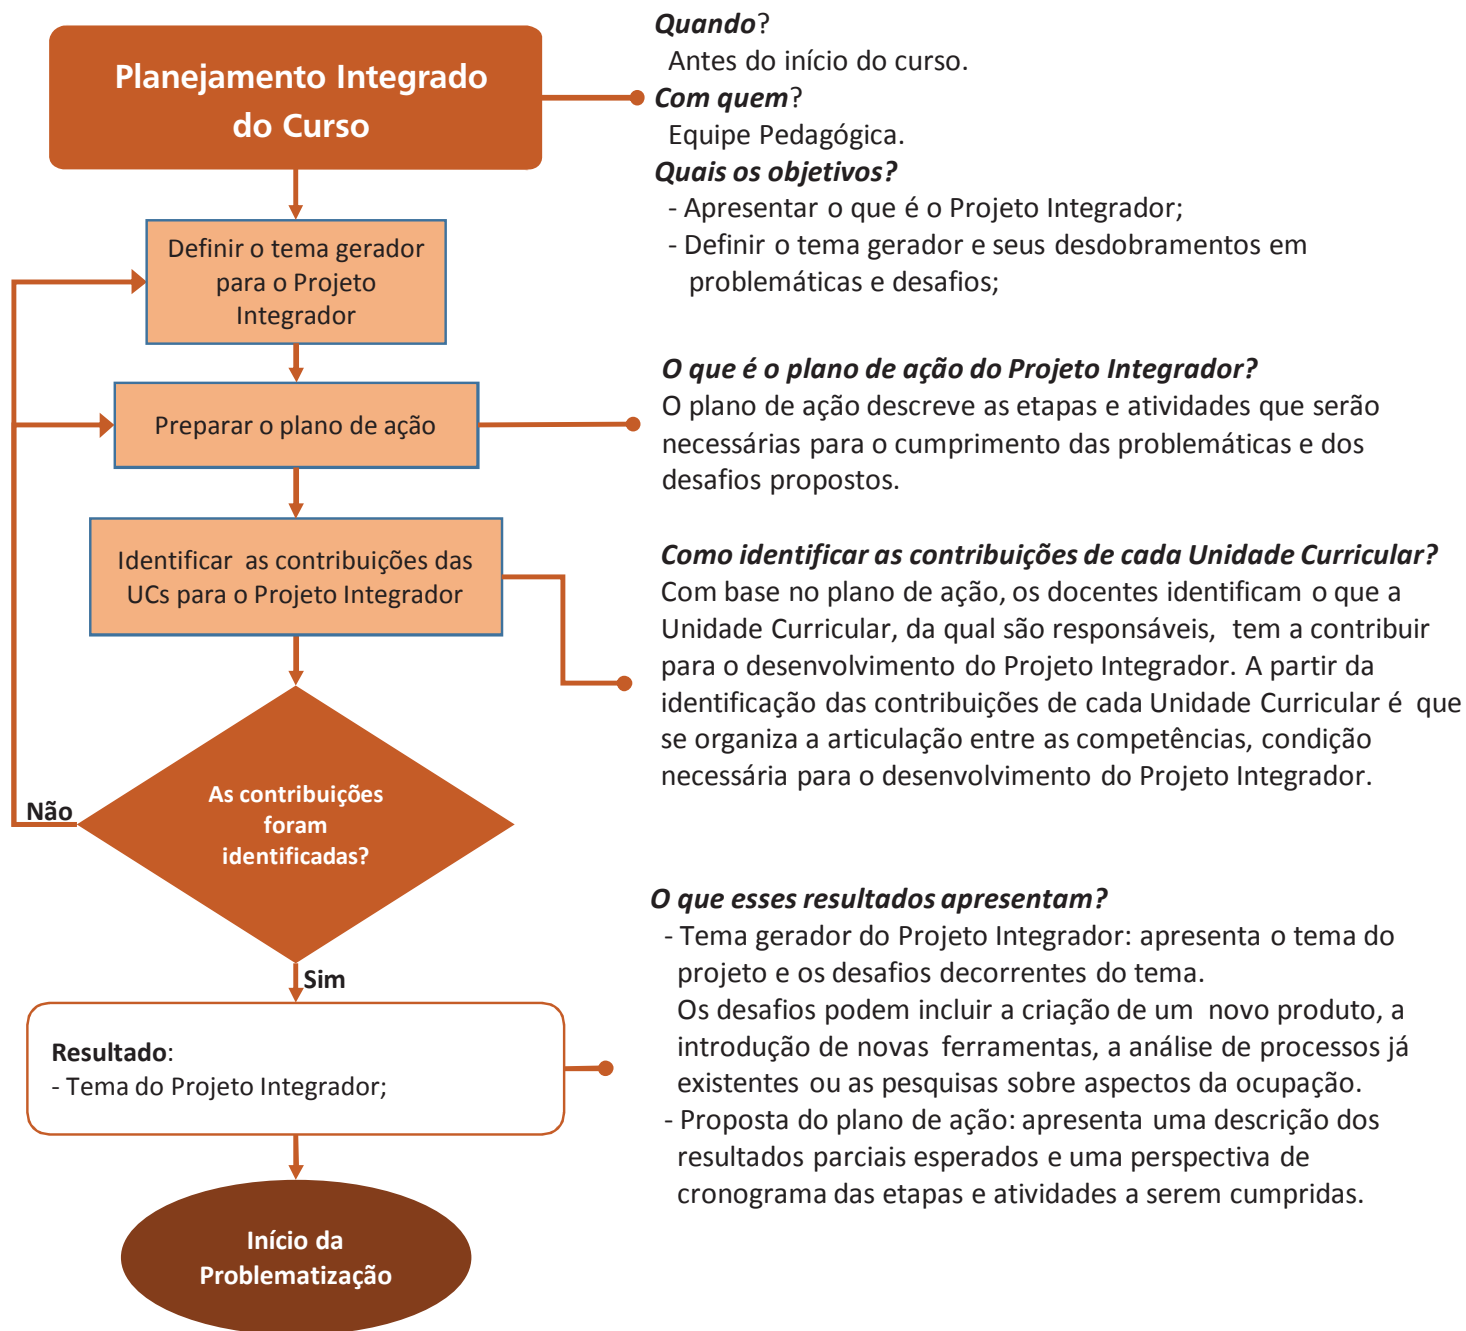 Planejamento Integrado
do Curso
Quando?
Antes do início do curso.
Com quem?
Equipe Pedagógica.
Quais os objetivos?
- Apresentar o que é o Projeto Integrador;
- Definir o tema gerador e seus desdobramentos em
problemáticas e desafios;
Definir o tema gerador
para o Projeto
Integrador
Preparar o plano de ação
O que é o plano de ação do Projeto Integrador?
O plano de ação descreve as etapas e atividades que serão
necessárias para o cumprimento das problemáticas e dos
desafios propostos.
Identificar as contribuições das
UCs para o Projeto Integrador
Como identificar as contribuições de cada Unidade Curricular?
Com base no plano de ação, os docentes identificam o que a
Unidade Curricular, da qual são responsáveis, tem a contribuir
para o desenvolvimento do Projeto Integrador. A partir da
identificação das contribuições de cada Unidade Curricular é que
se organiza a articulação entre as competências, condição
necessária para o desenvolvimento do Projeto Integrador.
As contribuições
foram
identificadas?
Não
Sim
Resultado:
- Tema do Projeto Integrador;
O que esses resultados apresentam?
- Tema gerador do Projeto Integrador: apresenta o tema do
projeto e os desafios decorrentes do tema.
Os desafios podem incluir a criação de um novo produto, a
introdução de novas ferramentas, a análise de processos já
existentes ou as pesquisas sobre aspectos da ocupação.
- Proposta do plano de ação: apresenta uma descrição dos
resultados parciais esperados e uma perspectiva de
cronograma das etapas e atividades a serem cumpridas.
Início da
Problematização